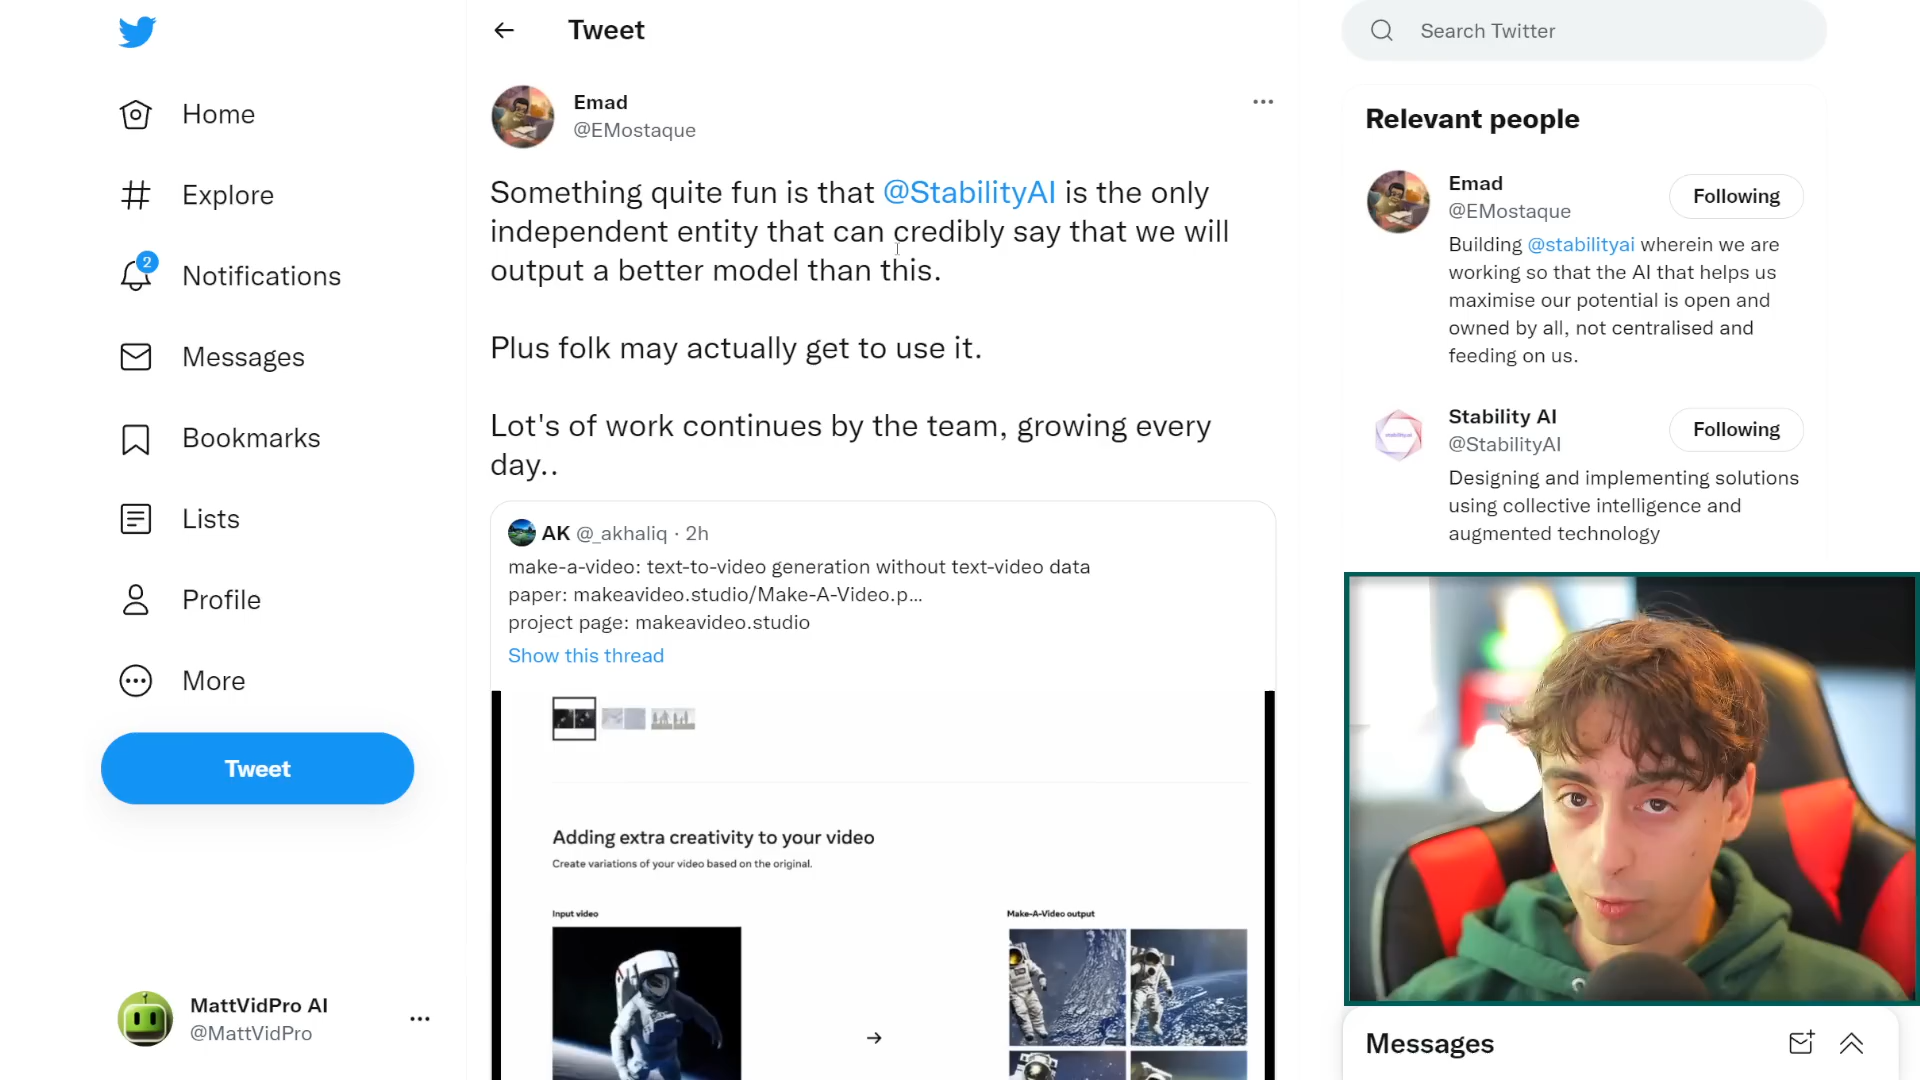 Home
Explore
2
Notifications
Messages
Bookmarks
Lists
Profile
More
Tweet
MattVidPro AI
@MattVidPro
Tweet
Emad
@EMostaque
Something quite fun is that @StabilityAI is the only
independent entity that can credibly say that we will
output a better model than this.
Plus folk may actually get to use it.
Lot's of work continues by the team, growing every
day..
AK @_akhaliq · 2h
make-a-video: text-to-video generation without text-video data
paper: makeavideo.studio/Make-A-Video.p...
project page: makeavideo.studio
Show this thread
Adding extra creativity to your video
Create variations of your video based on the original.
Input video
Make-A-Video output
Search Twitter
Relevant people
Emad
@EMostaque
Following
Building @stabilityai wherein we are
working so that the AI that helps us
maximise our potential is open and
owned by all, not centralised and
feeding on us.
Stability AI
@StabilityAI
Following
Designing and implementing solutions
using collective intelligence and
augmented technology
Messages